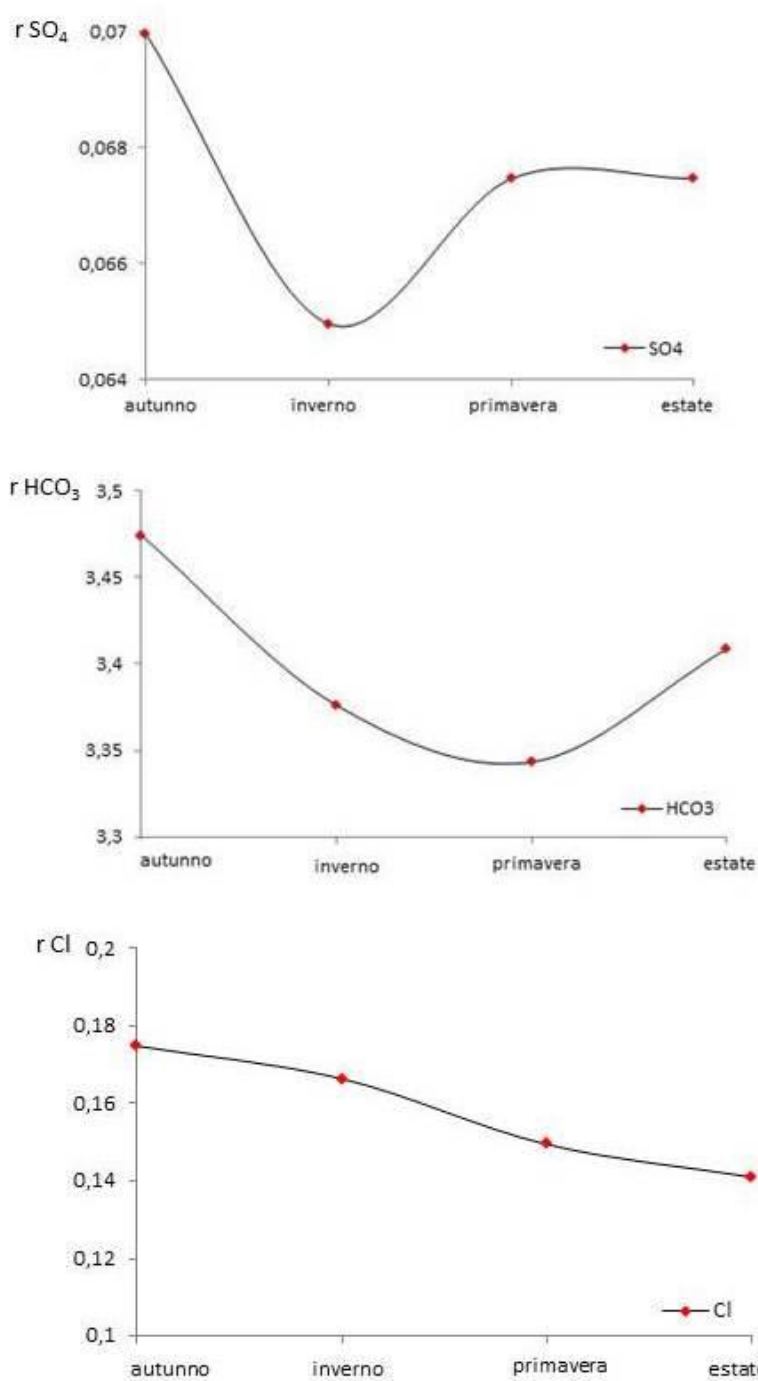 r SO₄
0,07
0,068
0,066
0,064
SO4
autunno inverno primavera estate
r HCO₃
3,5
3,45
3,4
3,35
3,3
HCO3
autunno inverno primavera estate
r Cl
0,2
0,18
0,16
0,14
0,12
0,1
Cl
autunno inverno primavera estate